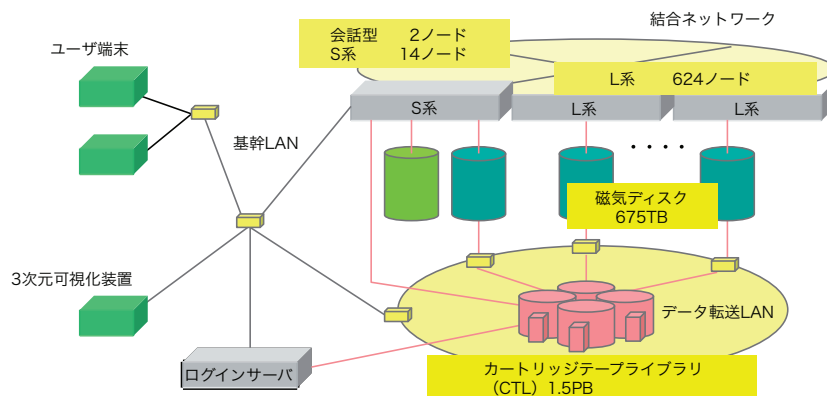 結合ネットワーク
会話型 2ノード
S系 14ノード
ユーザ端末
L系 624ノード
S系
L系
L系
基幹LAN
・・・・
磁気ディスク
675TB
3次元可視化装置
データ転送LAN
ログインサーバ
カートリッジテープライブラリ
（CTL）1.5PB